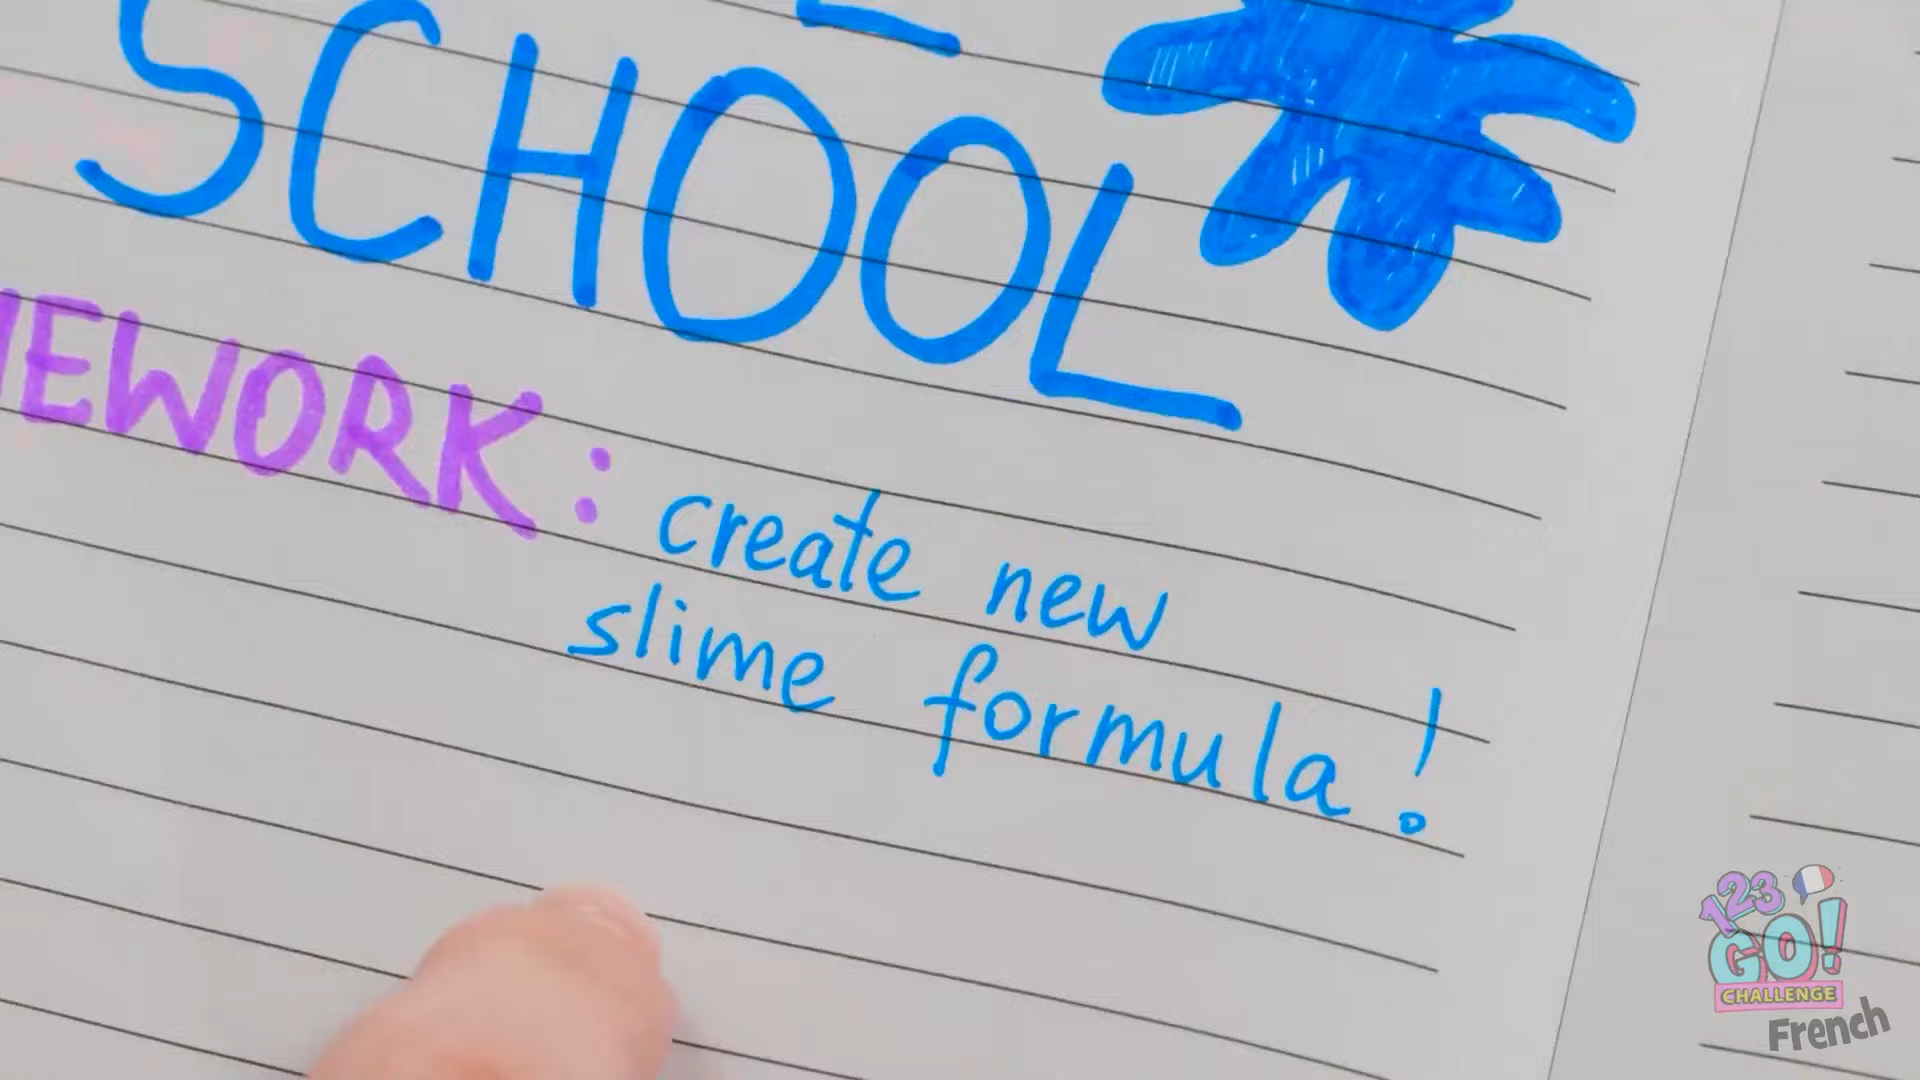 SCHOOL
EWORK: create new
slime formula!
123
GO!
CHALLENGE
French